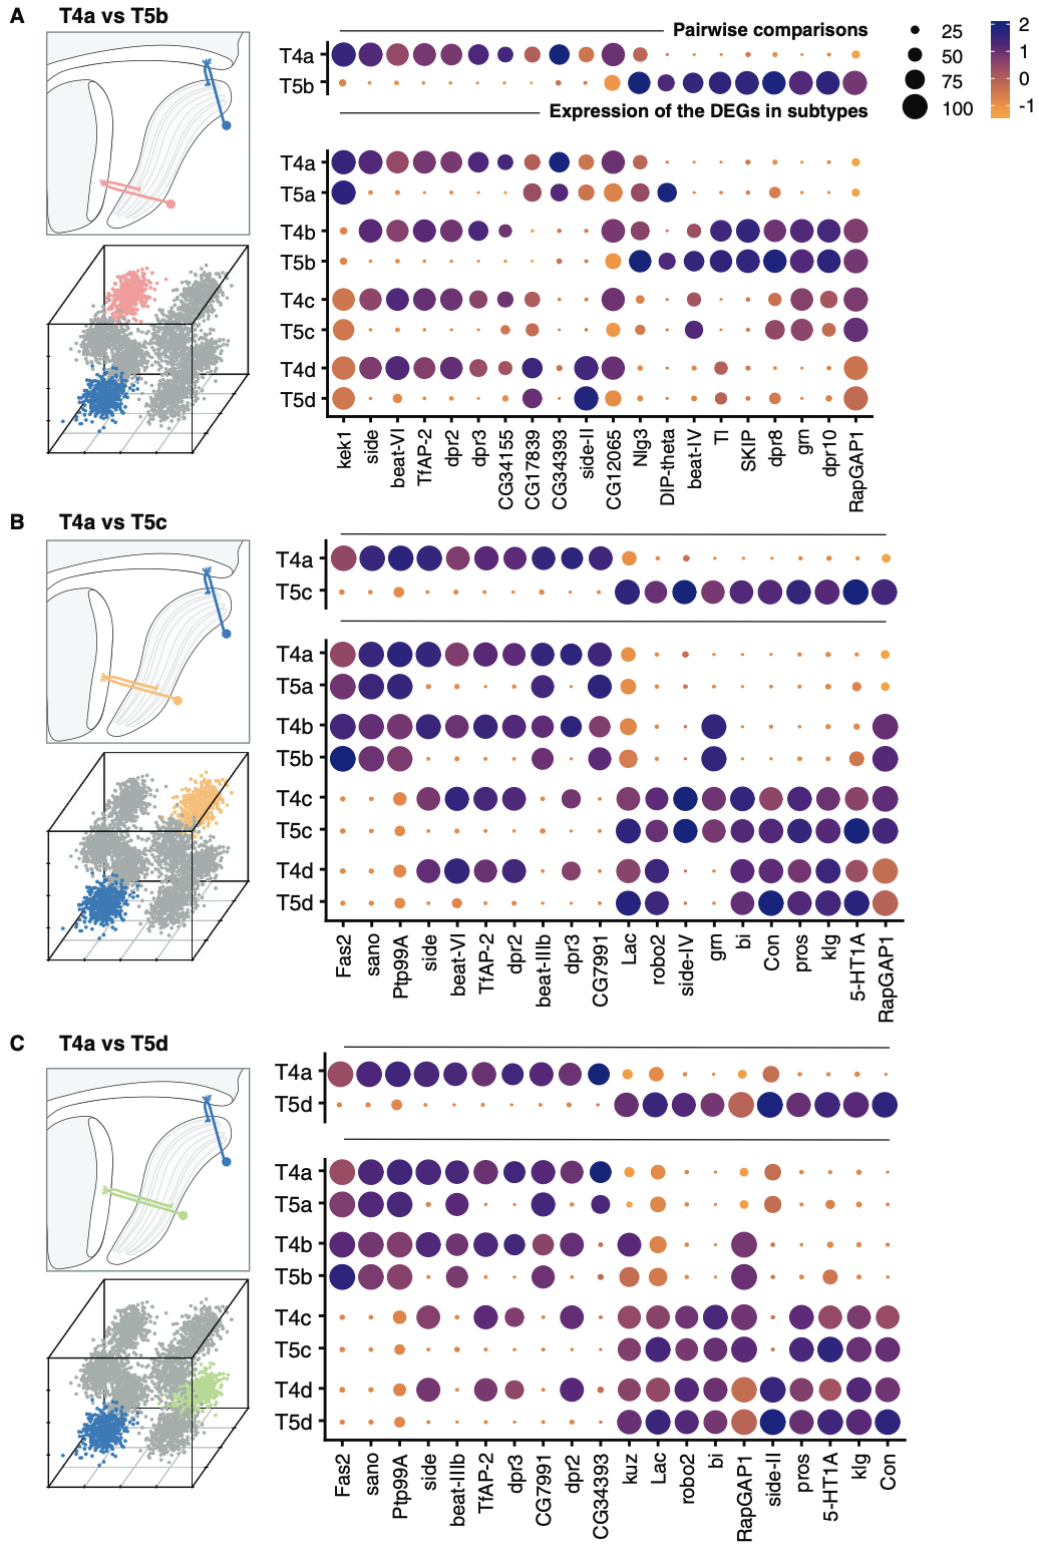 A T4a vs T5b
Pairwise comparisons
T4a
T5b
25
50
75
100
2
1
0
-1
Expression of the DEGs in subtypes
T4a
T5a
T4b
T5b
T4c
T5c
T4d
T5d
kek1 side beat-VI TfAP-2 dpr2 dpr3 CG34155 CG17839 CG34393 side-II CG12065 Nlg3 DIP-theta beat-IV Tl SKIP dpr8 grn dpr10 RapGAP1
B T4a vs T5c
T4a
T5c
T4a
T5a
T4b
T5b
T4c
T5c
T4d
T5d
Fas2 sano Ptp99A side beat-VI TfAP-2 dpr2 beat-IIIb dpr3 CG7991 Lac robo2 side-IV grn bi Con pros klg 5-HT1A RapGAP1
C T4a vs T5d
T4a
T5d
T4a
T5a
T4b
T5b
T4c
T5c
T4d
T5d
Fas2 sano Ptp99A side beat-IIIb TfAP-2 dpr3 CG7991 dpr2 CG34393 kuz Lac robo2 bi RapGAP1 side-II pros 5-HT1A klg Con